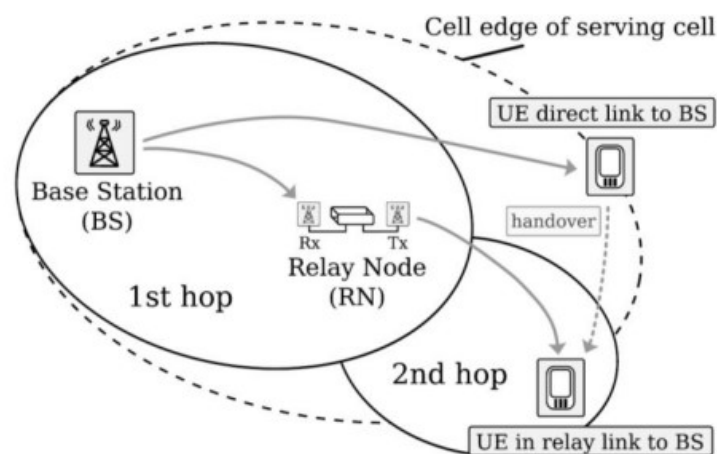 Cell edge of serving cell
UE direct link to BS
Base Station
(BS)
handover
Rx
Tx
Relay Node
(RN)
1st hop
2nd hop
UE in relay link to BS